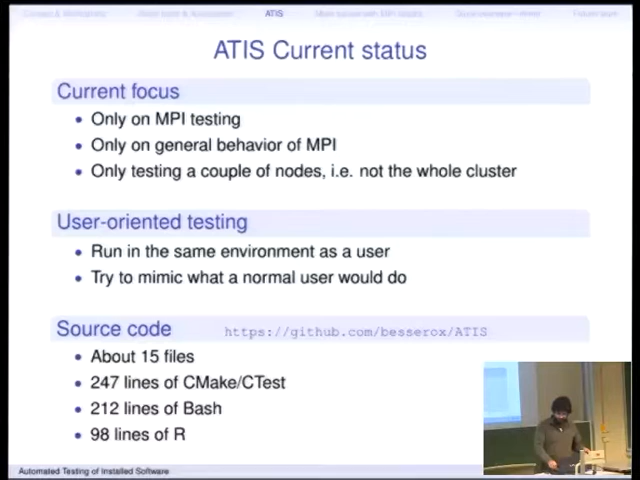 ATIS
ATIS Current status
Current focus
Only on MPI testing
Only on general behavior of MPI
Only testing a couple of nodes, i.e. not the whole cluster
User-oriented testing
Run in the same environment as a user
Try to mimic what a normal user would do
Source code https://github.com/besserox/ATIS
About 15 files
247 lines of CMake/CTest
212 lines of Bash
98 lines of R
Automated Testing of Installed Software